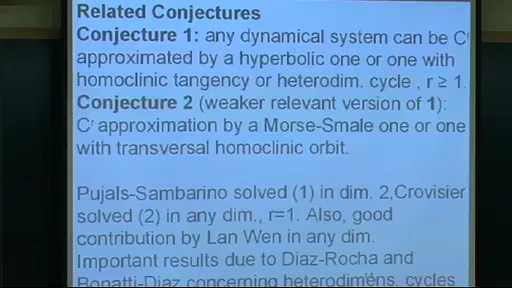 Related Conjectures
Conjecture 1: any dynamical system can be Cʳ
approximated by a hyperbolic one or one with
homoclinic tangency or heterodim. cycle , r ≥ 1.
Conjecture 2 (weaker relevant version of 1):
Cʳ approximation by a Morse-Smale one or one
with transversal homoclinic orbit.
Pujals-Sambarino solved (1) in dim. 2,Crovisier
solved (2) in any dim., r=1. Also, good
contribution by Lan Wen in any dim.
Important results due to Diaz-Rocha and
Bonatti-Diaz concerning heterodimens. cycles